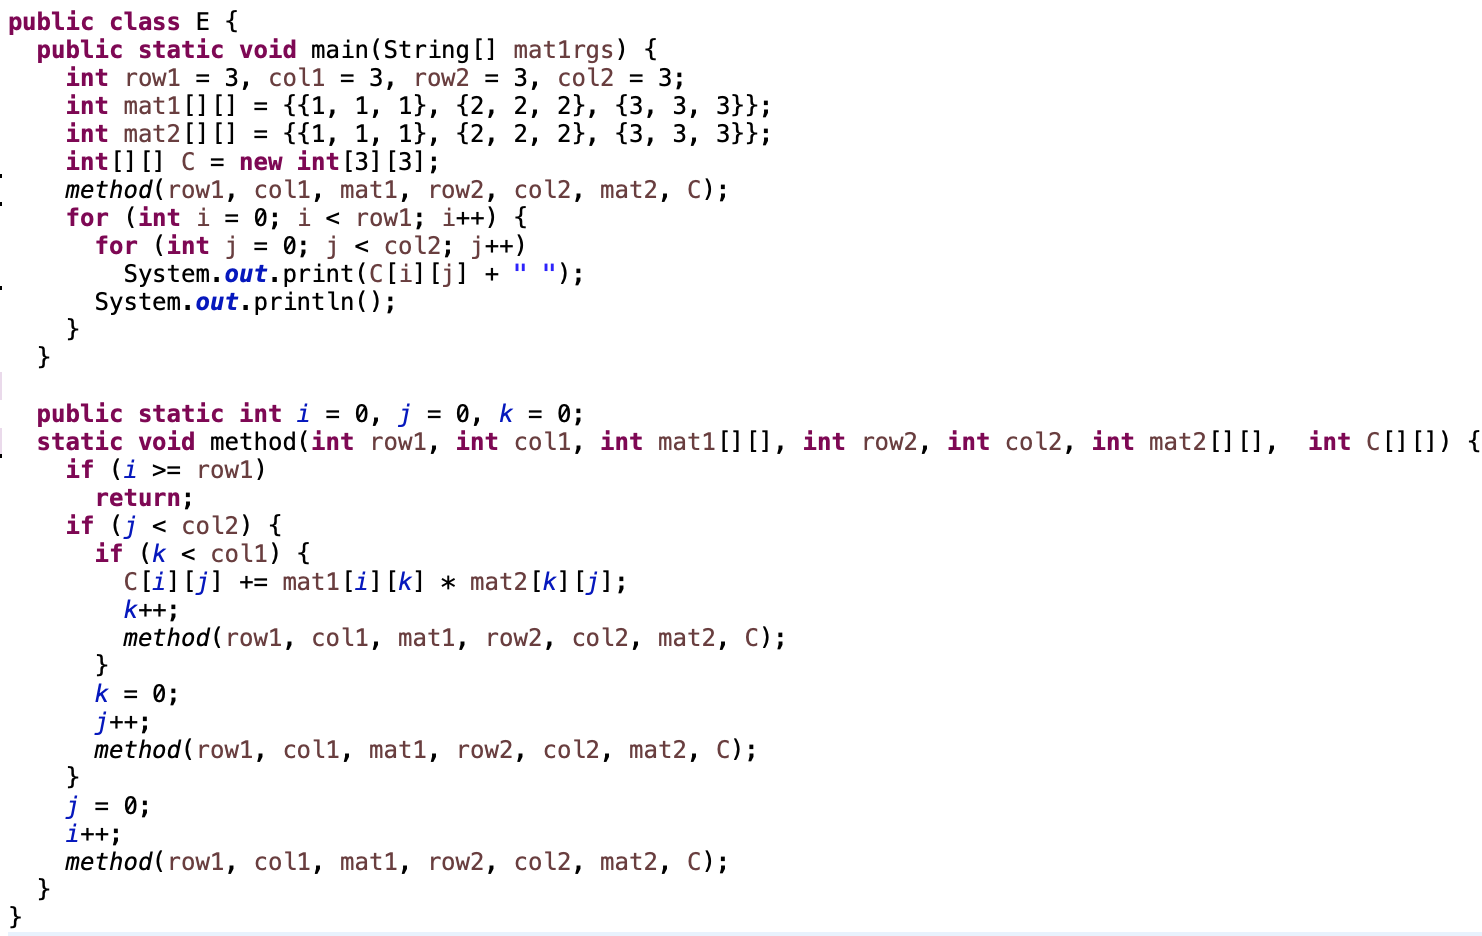 public class E {
  public static void main(String[] mat1rgs) {
    int row1 = 3, col1 = 3, row2 = 3, col2 = 3;
    int mat1[][] = {{1, 1, 1}, {2, 2, 2}, {3, 3, 3}};
    int mat2[][] = {{1, 1, 1}, {2, 2, 2}, {3, 3, 3}};
    int[][] C = new int[3][3];
    method(row1, col1, mat1, row2, col2, mat2, C);
    for (int i = 0; i < row1; i++) {
      for (int j = 0; j < col2; j++)
        System.out.print(C[i][j] + " ");
      System.out.println();
    }
  }

  public static int i = 0, j = 0, k = 0;
  static void method(int row1, int col1, int mat1[][], int row2, int col2, int mat2[][],  int C[][]) {
    if (i >= row1)
      return;
    if (j < col2) {
      if (k < col1) {
        C[i][j] += mat1[i][k] * mat2[k][j];
        k++;
        method(row1, col1, mat1, row2, col2, mat2, C);
      }
      k = 0;
      j++;
      method(row1, col1, mat1, row2, col2, mat2, C);
    }
    j = 0;
    i++;
    method(row1, col1, mat1, row2, col2, mat2, C);
  }
}